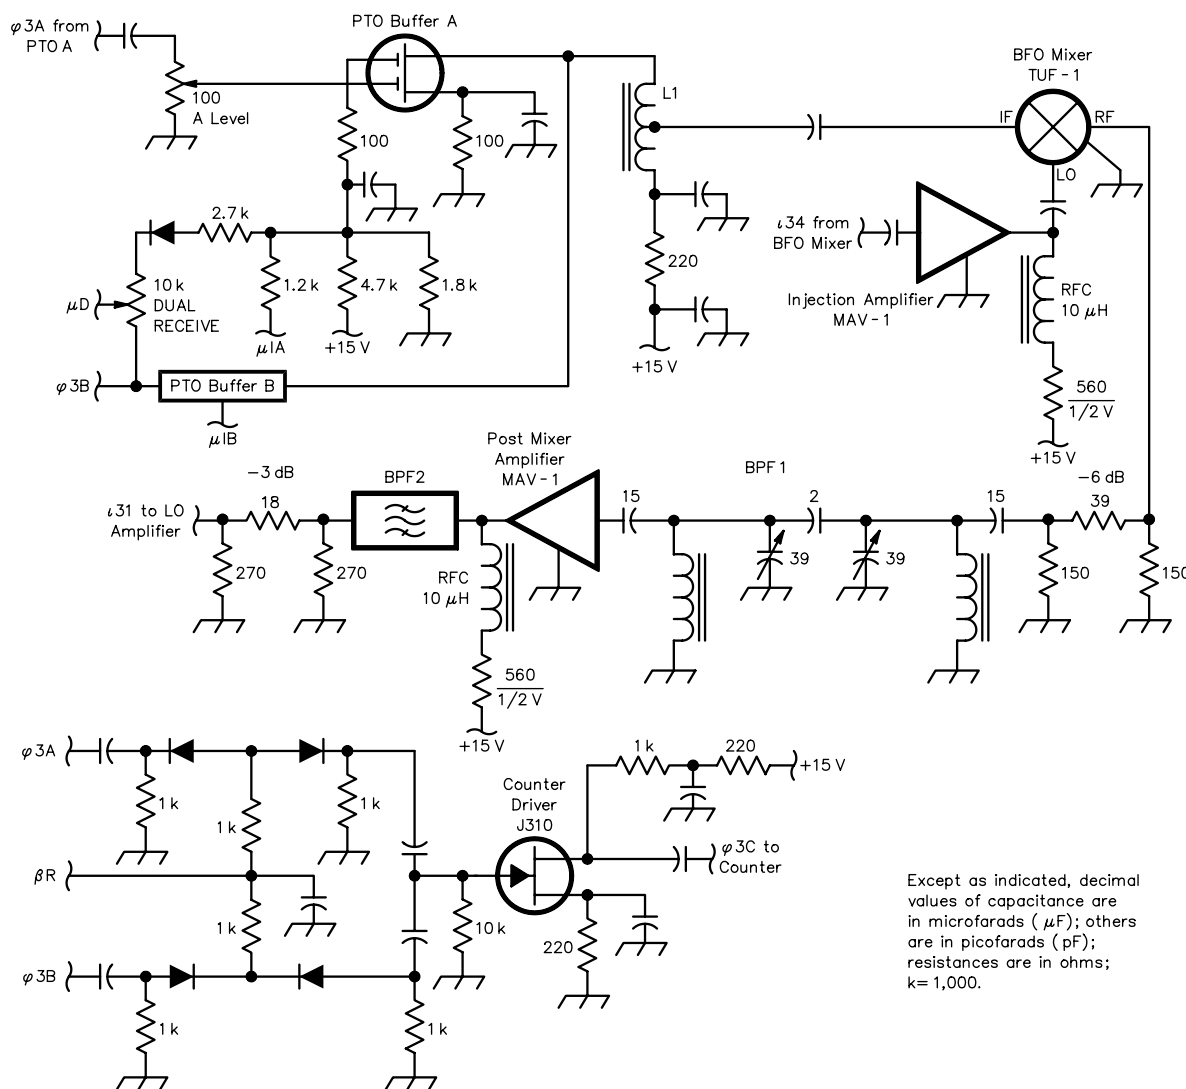 φ3A from
PTO A
100
A Level
PTO Buffer A
100
100
L1
BFO Mixer
TUF-1
IF
RF
LO
2.7 k
10 k
DUAL
RECEIVE
μD
1.2 k
4.7 k
1.8 k
μIA
+15 V
220
+15 V
ι34 from
BFO Mixer
Injection Amplifier
MAV-1
RFC
10 μH
560
1/2 V
+15 V
φ3B
PTO Buffer B
μIB
ι31 to LO
Amplifier
-3 dB
18
270
270
BPF2
Post Mixer
Amplifier
MAV-1
RFC
10 μH
560
1/2 V
+15 V
15
BPF1
2
39
39
15
-6 dB
39
150
150
φ3A
1 k
1 k
1 k
βR
1 k
φ3B
1 k
1 k
10 k
Counter
Driver
J310
1 k
220
+15 V
φ3C to
Counter
220
Except as indicated, decimal
values of capacitance are
in microfarads ( μF); others
are in picofarads (pF);
resistances are in ohms;
k= 1,000.